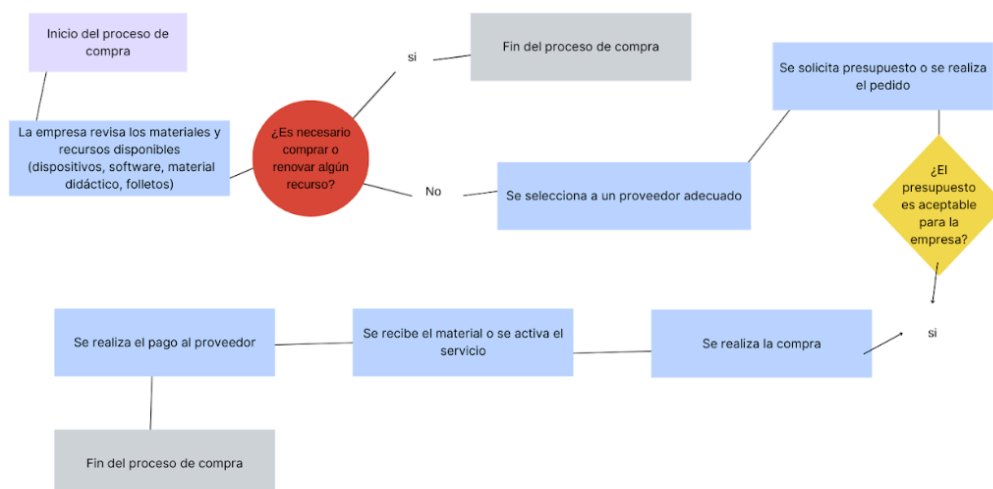 Inicio del proceso de
compra
La empresa revisa los materiales y
recursos disponibles
(dispositivos, software, material
didáctico, folletos)
¿Es necesario
comprar o
renovar algún
recurso?
si
Fin del proceso de compra
No
Se selecciona a un proveedor adecuado
Se solicita presupuesto o se realiza
el pedido
¿El
presupuesto
es aceptable
para la
empresa?
si
Se realiza la compra
Se recibe el material o se activa el
servicio
Se realiza el pago al proveedor
Fin del proceso de compra